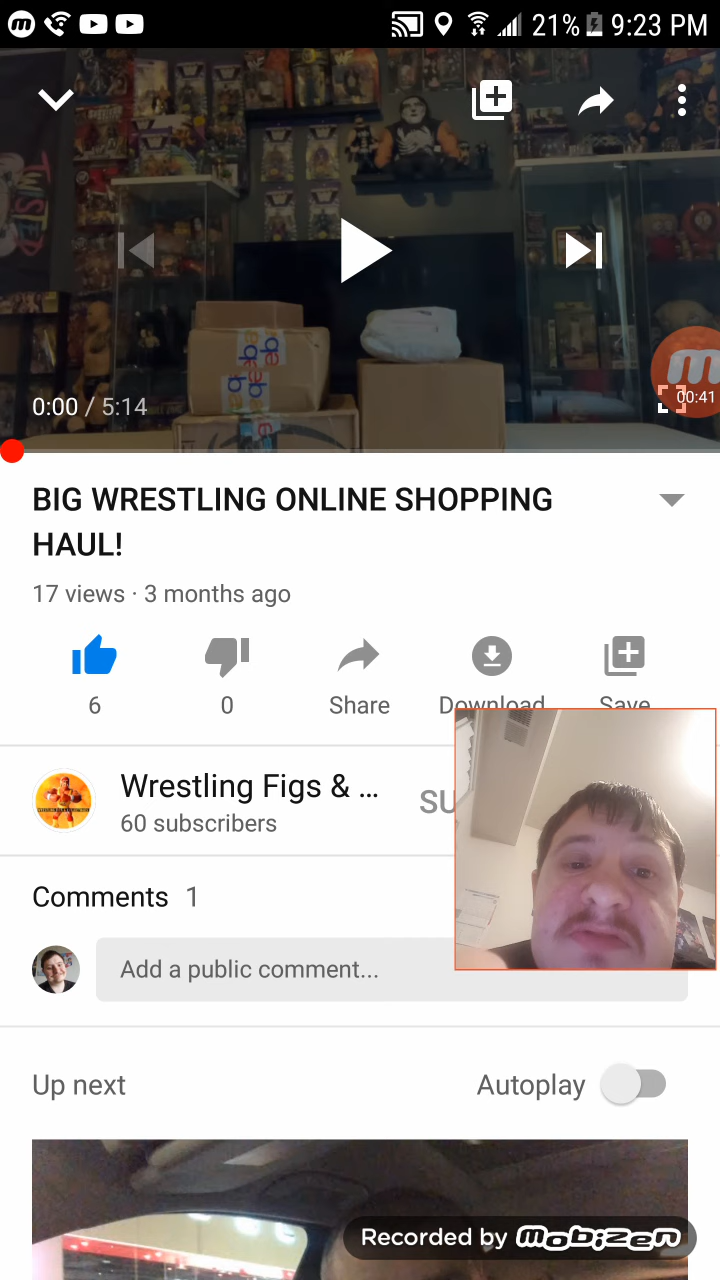 21% 9:23 PM
0:00 / 5:14
00:41
BIG WRESTLING ONLINE SHOPPING
HAUL!
17 views · 3 months ago
6 0 Share Download Save
Wrestling Figs & ...
SU
60 subscribers
Comments 1
Add a public comment...
Up next Autoplay
Recorded by mobizen